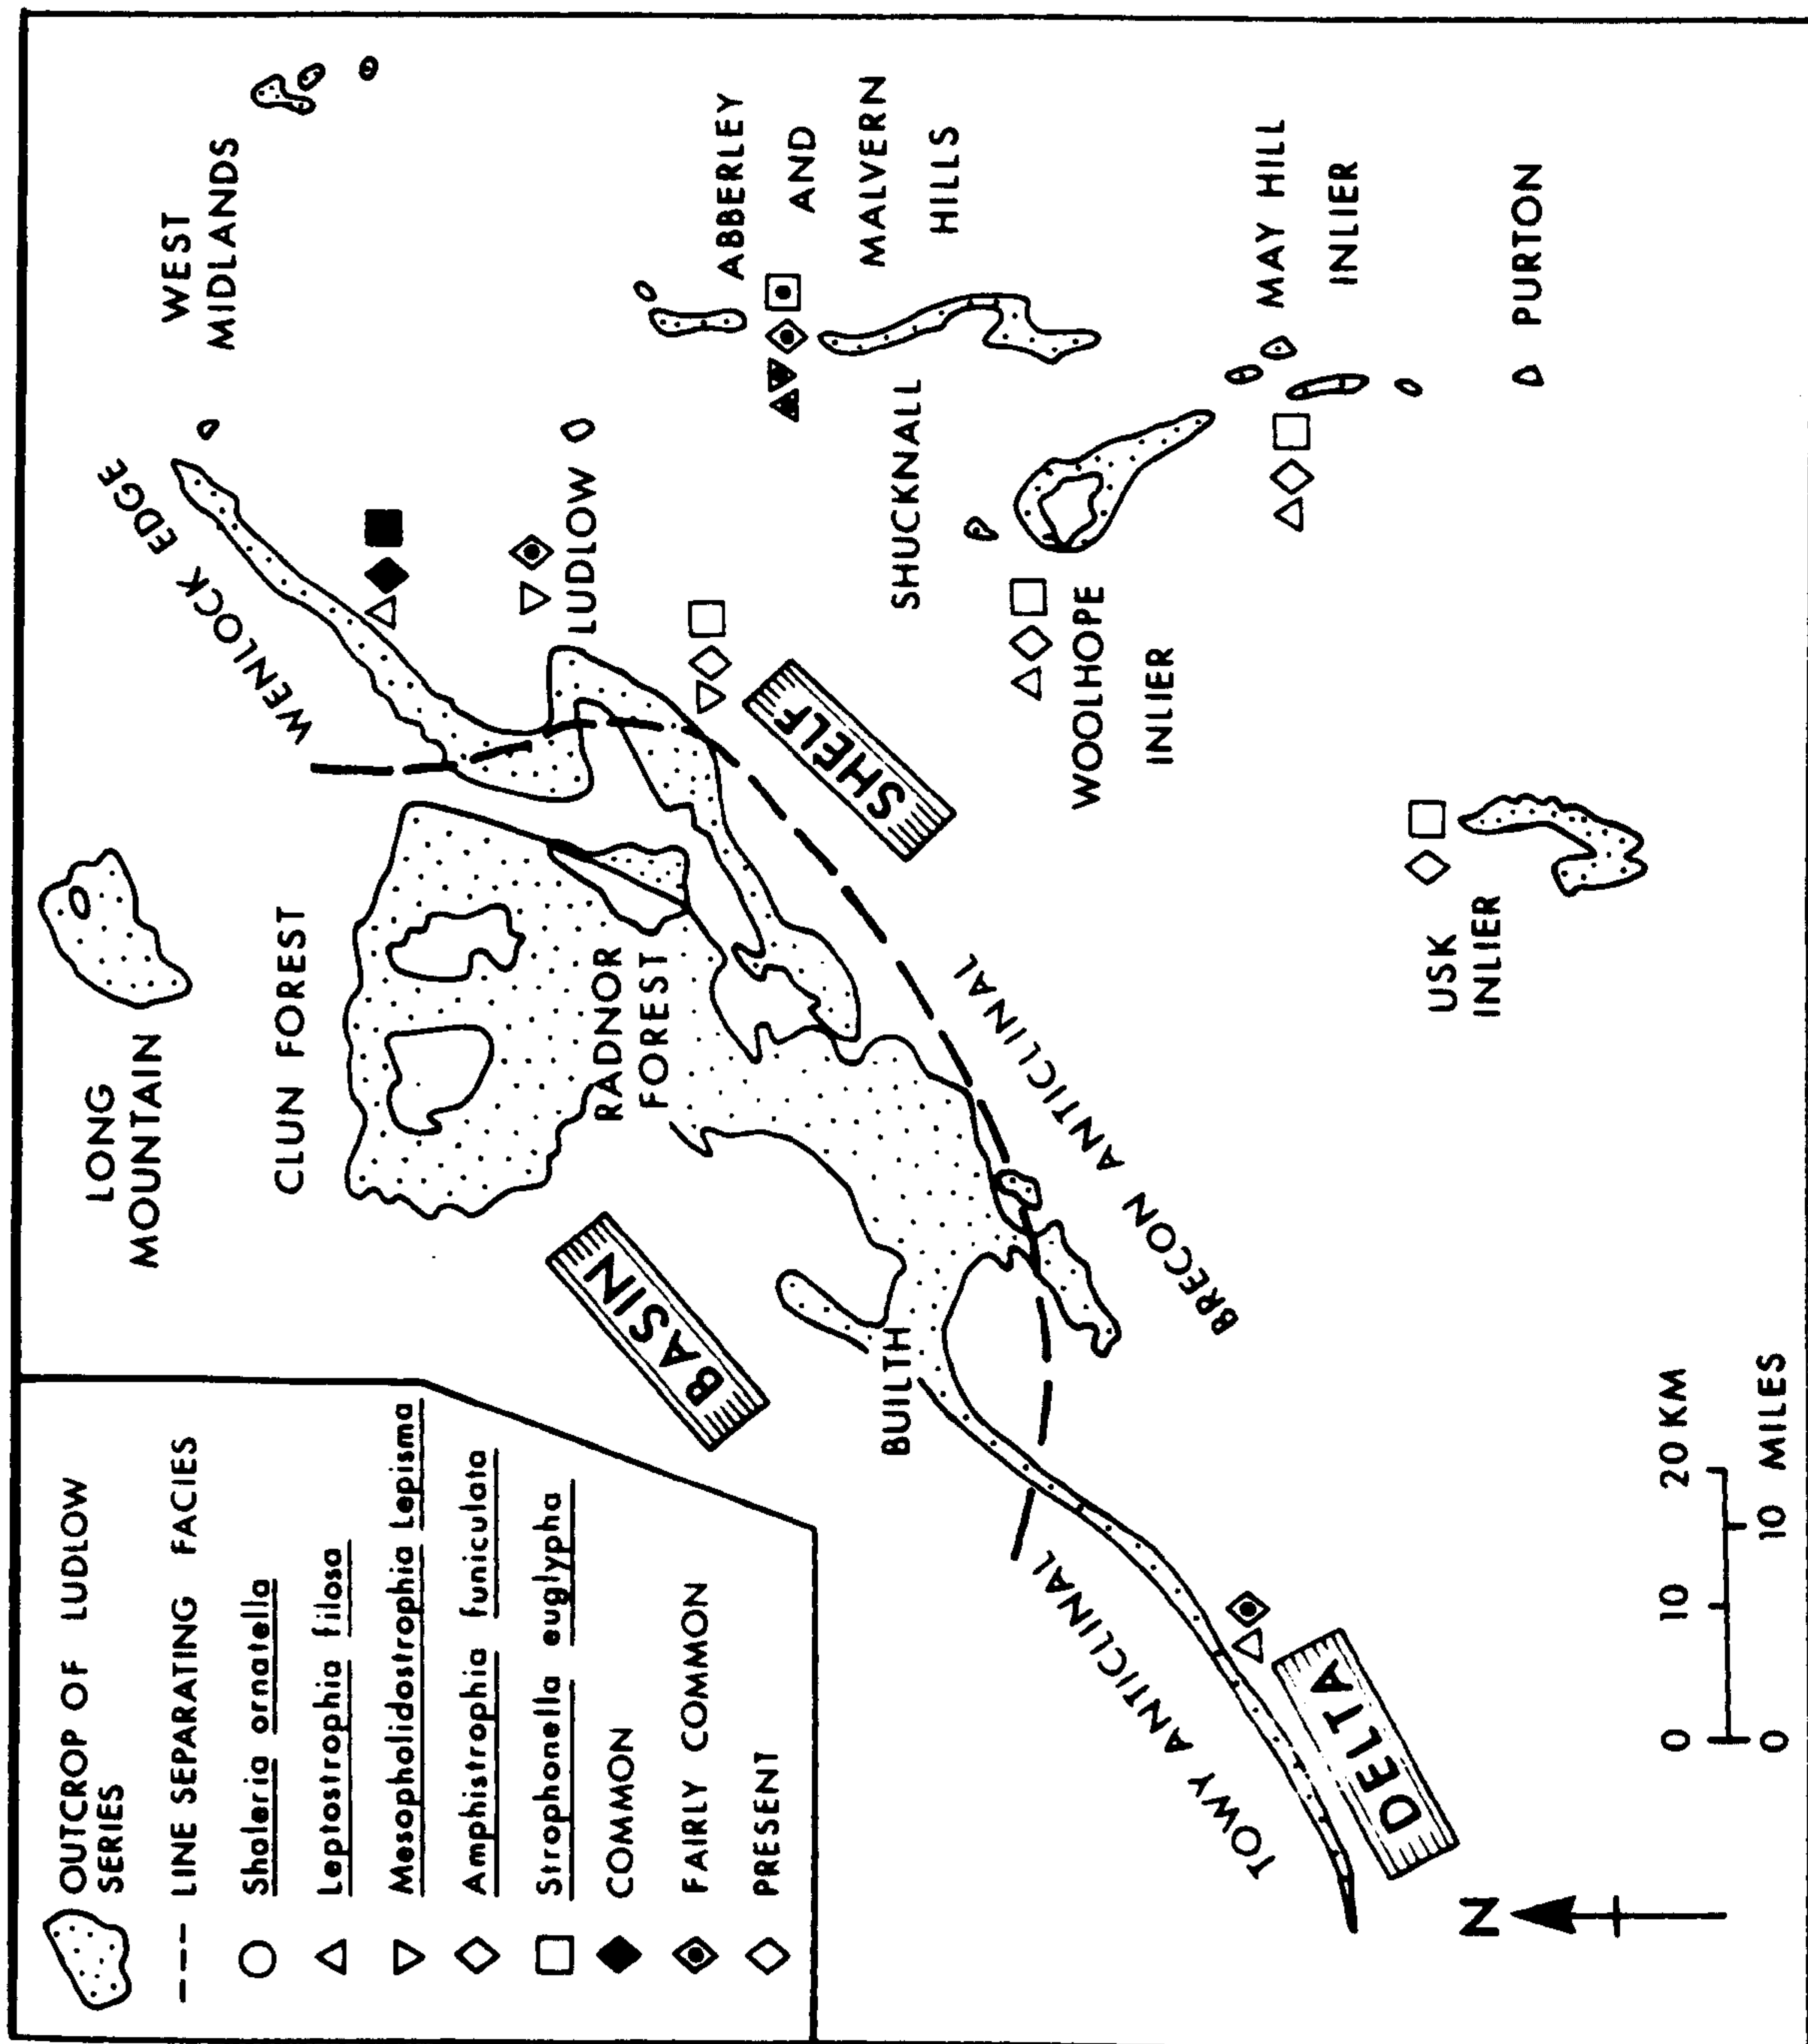 OUTCROP OF LUDLOW
SERIES
LINE SEPARATING FACIES
Shaleria ornatella
Leptostrophia filosa
Mesopholidostrophia Lepisma
Amphistrophia funiculata
Strophonella euglypha
COMMON
FAIRLY COMMON
PRESENT
LONG
MOUNTAIN
CLUN FOREST
RADNOR
FOREST
WENLOCK EDGE
WEST
MIDLANDS
LUDLOW
ABBERLEY
AND
MALVERN
HILLS
SHUCKNALL
WOOLHOPE
INLIER
MAY HILL
INLIER
PURTON
USK
INLIER
BASIN
SHELF
BUILTH
BRECON ANTICLINAL
TOWY ANTICLINAL
DELTA
N
0 10 20 KM
0 10 MILES